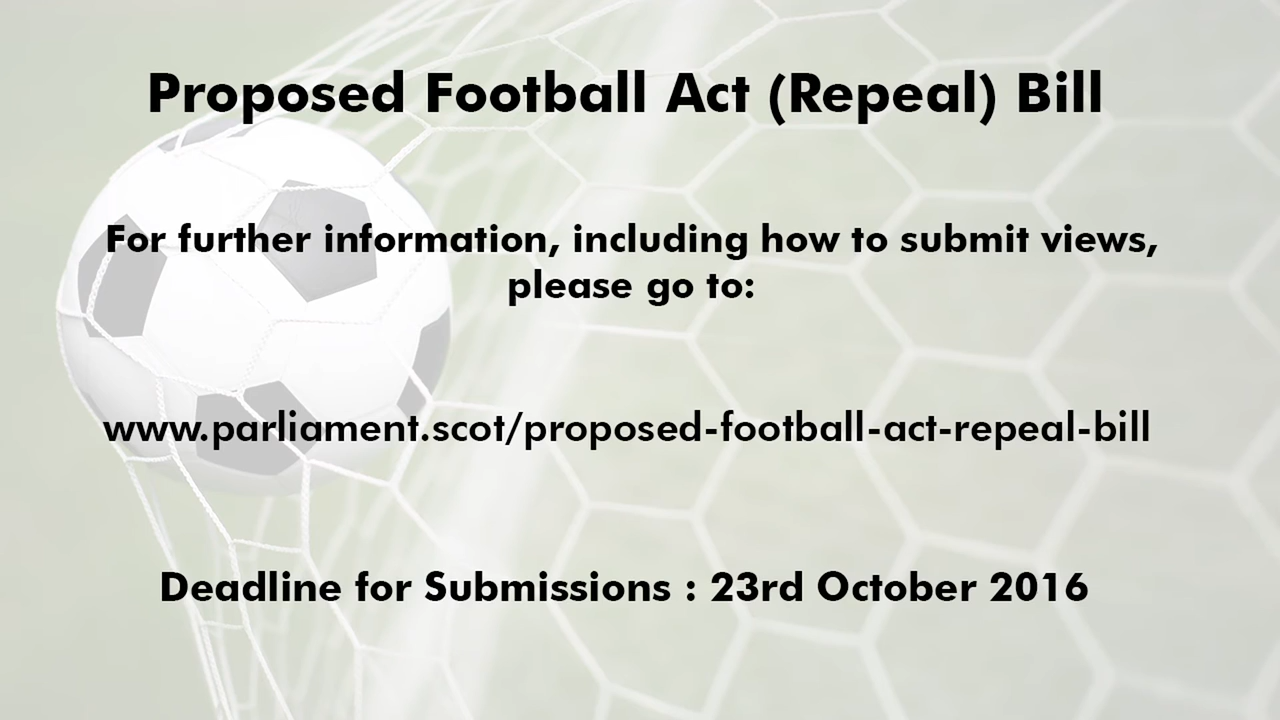 Proposed Football Act (Repeal) Bill
For further information, including how to submit views,
please go to:
www.parliament.scot/proposed-football-act-repeal-bill
Deadline for Submissions : 23rd October 2016